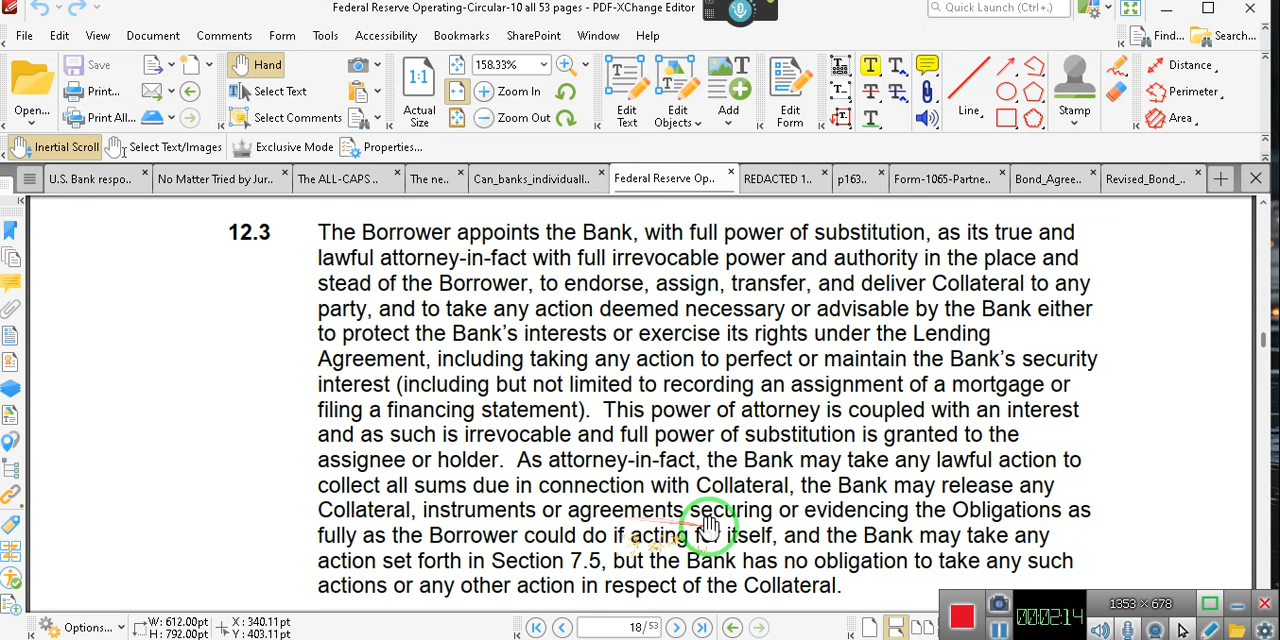 Federal Reserve Operating-Circular-10 all 53 pages - PDF-XChange Editor
Quick Launch (Ctrl+.)
File Edit View Document Comments Form Tools Accessibility Bookmarks SharePoint Window Help
Find... Search...
Open...
Save
Print...
Print All...
Hand
Select Text
Select Comments
1:1
Actual Size
158.33%
Zoom In
Zoom Out
Edit Text
Edit Objects
Add
Edit Form
Line
Stamp
Distance
Perimeter
Area
Inertial Scroll Select Text/Images Exclusive Mode Properties...
U.S. Bank respo.. No Matter Tried by Jur.. The ALL-CAPS .. The ne.. Can_banks_individuall.. Federal Reserve Op.. REDACTED 1.. p163.. Form-1065-Partne.. Bond_Agree.. Revised_Bond_..
12.3 The Borrower appoints the Bank, with full power of substitution, as its true and
lawful attorney-in-fact with full irrevocable power and authority in the place and
stead of the Borrower, to endorse, assign, transfer, and deliver Collateral to any
party, and to take any action deemed necessary or advisable by the Bank either
to protect the Bank's interests or exercise its rights under the Lending
Agreement, including taking any action to perfect or maintain the Bank's security
interest (including but not limited to recording an assignment of a mortgage or
filing a financing statement). This power of attorney is coupled with an interest
and as such is irrevocable and full power of substitution is granted to the
assignee or holder. As attorney-in-fact, the Bank may take any lawful action to
collect all sums due in connection with Collateral, the Bank may release any
Collateral, instruments or agreements securing or evidencing the Obligations as
fully as the Borrower could do if acting for itself, and the Bank may take any
action set forth in Section 7.5, but the Bank has no obligation to take any such
actions or any other action in respect of the Collateral.
Options...
W: 612.00pt
H: 792.00pt
X: 340.11pt
Y: 403.11pt
18 / 53
00:02:14
1353 × 678